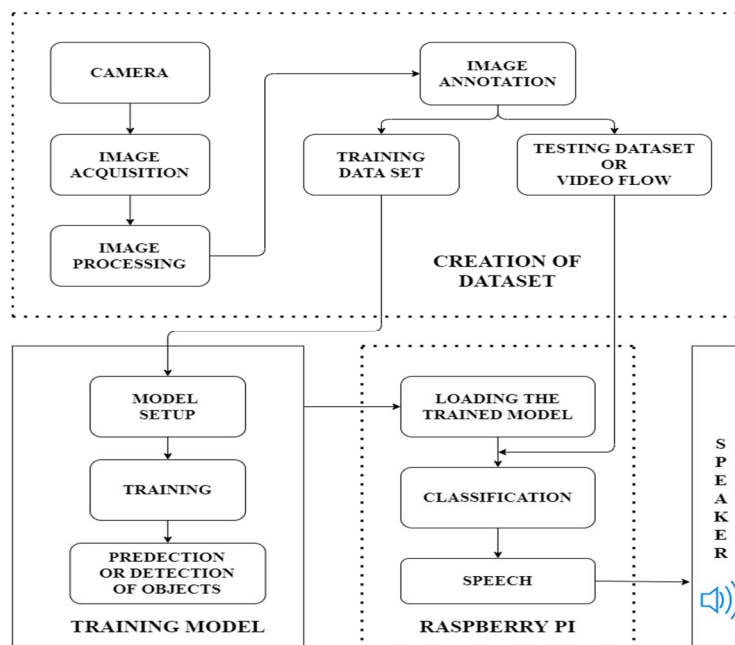 CAMERA
IMAGE
ACQUISITION
IMAGE
PROCESSING
IMAGE
ANNOTATION
TRAINING
DATA SET
TESTING DATASET
OR
VIDEO FLOW
CREATION OF
DATASET
MODEL
SETUP
TRAINING
PREDECTION
OR DETECTION
OF OBJECTS
TRAINING MODEL
LOADING THE
TRAINED MODEL
CLASSIFICATION
SPEECH
RASPBERRY PI
SPEAKER